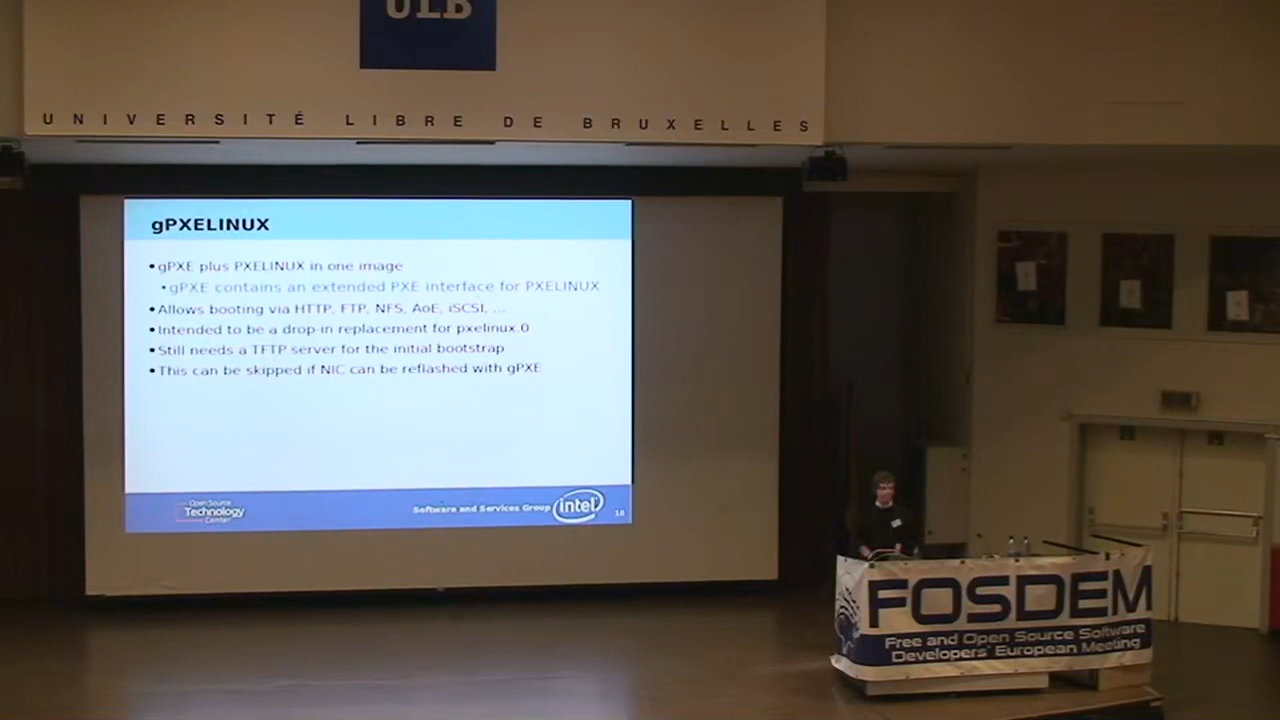 ULB
UNIVERSITÉ LIBRE DE BRUXELLES
gPXELINUX
•gPXE plus PXELINUX in one image
•gPXE contains an extended PXE interface for PXELINUX
•Allows booting via HTTP, FTP, NFS, AoE, iSCSI, ...
•Intended to be a drop-in replacement for pxelinux.0
•Still needs a TFTP server for the initial bootstrap
•This can be skipped if NIC can be reflashed with gPXE
Open Source
Technology
Center
Software and Services Group
intel
10
FOSDEM
Free and Open Source Software
Developers' European Meeting